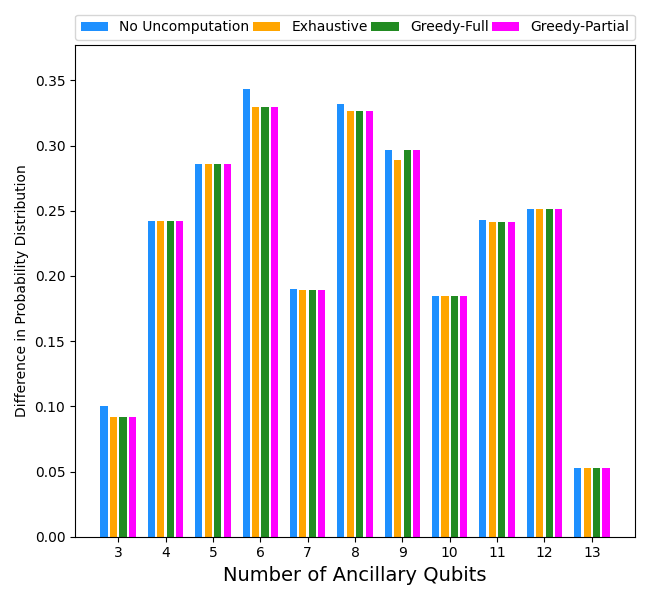 No Uncomputation Exhaustive Greedy-Full Greedy-Partial
0.35
0.30
0.25
0.20
0.15
0.10
0.05
0.00
Difference in Probability Distribution
3 4 5 6 7 8 9 10 11 12 13
Number of Ancillary Qubits